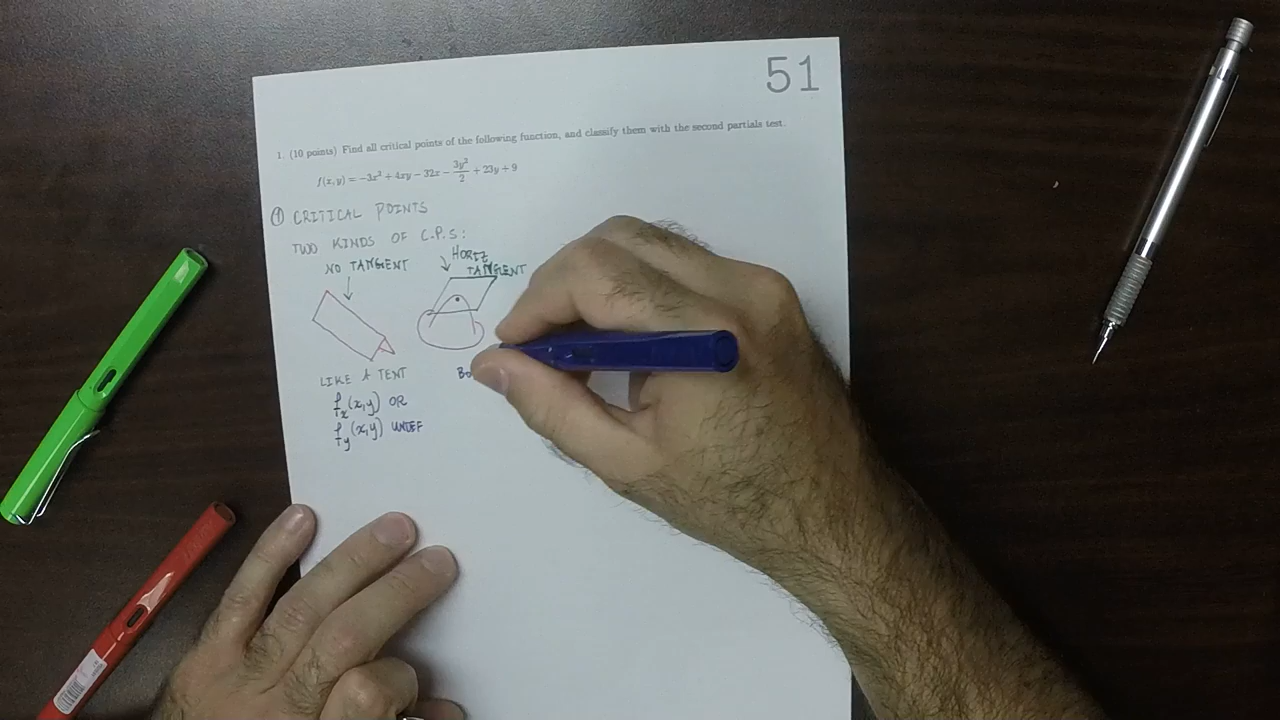 51
1. (10 points) Find all critical points of the following function, and classify them with the second partials test.
f(x, y) = −3x² + 4xy − 32x − 3y²/2 + 23y + 9
① CRITICAL POINTS
TWO KINDS OF C.P.S:
NO TANGENT
HORIZ TANGENT
LIKE A TENT
f_x(x,y) OR
f_y(x,y) UNDEF